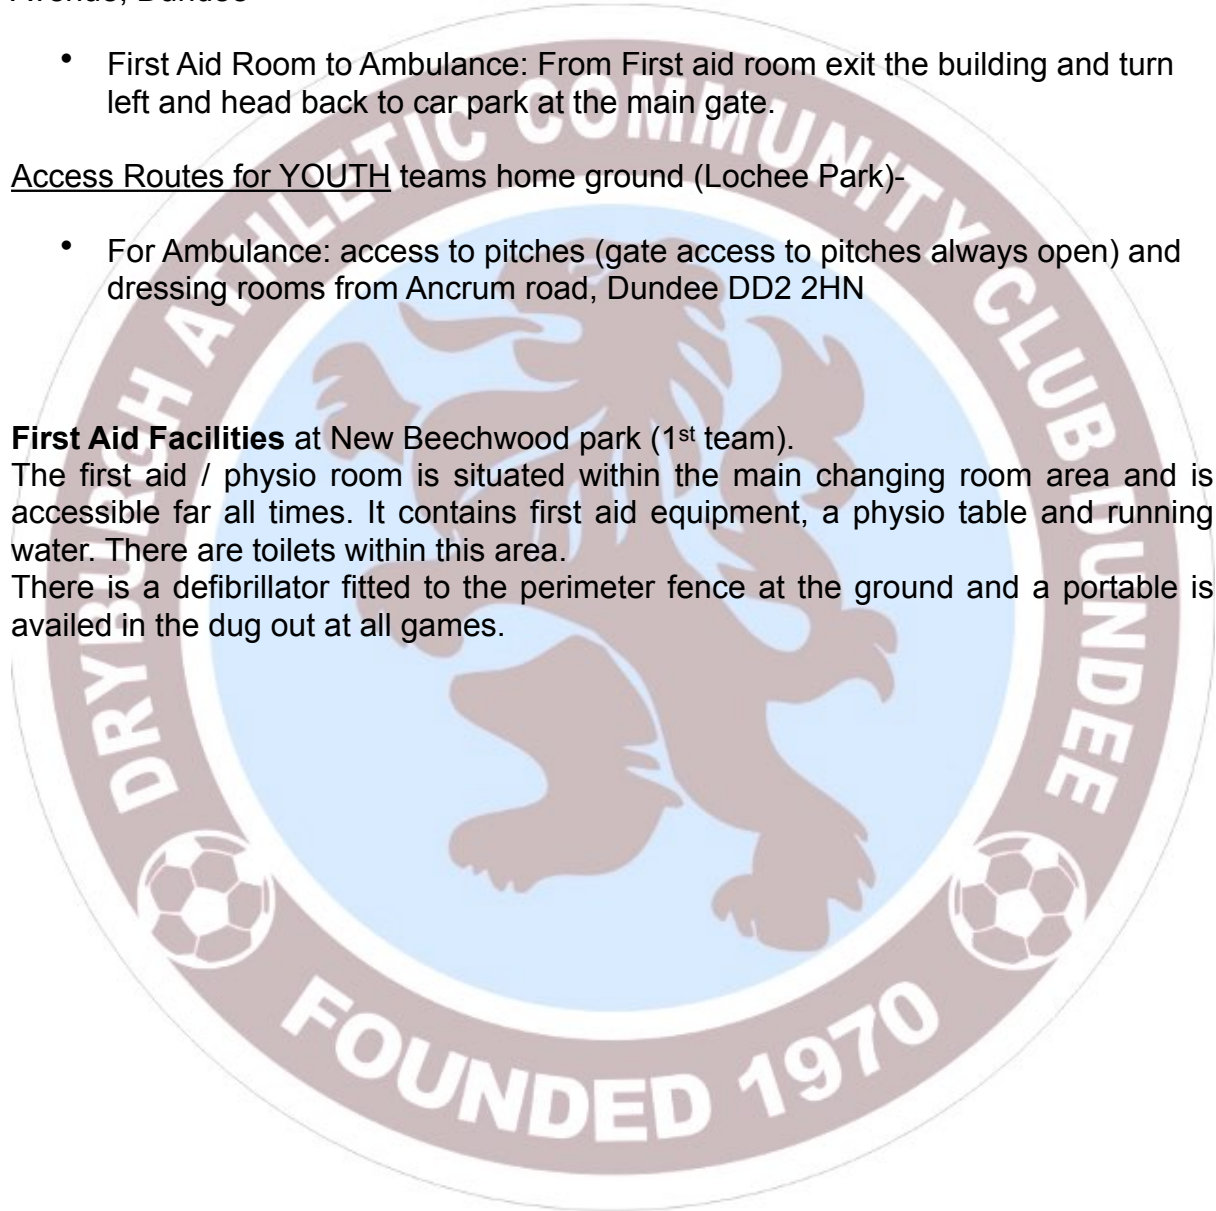 Avenue, Dundee
• First Aid Room to Ambulance: From First aid room exit the building and turn
left and head back to car park at the main gate.
Access Routes for YOUTH teams home ground (Lochee Park)-
• For Ambulance: access to pitches (gate access to pitches always open) and
dressing rooms from Ancrum road, Dundee DD2 2HN
First Aid Facilities at New Beechwood park (1st team).
The first aid / physio room is situated within the main changing room area and is
accessible far all times. It contains first aid equipment, a physio table and running
water. There are toilets within this area.
There is a defibrillator fitted to the perimeter fence at the ground and a portable is
availed in the dug out at all games.
DRYBURGH ATHLETIC COMMUNITY CLUB DUNDEE
FOUNDED 1970